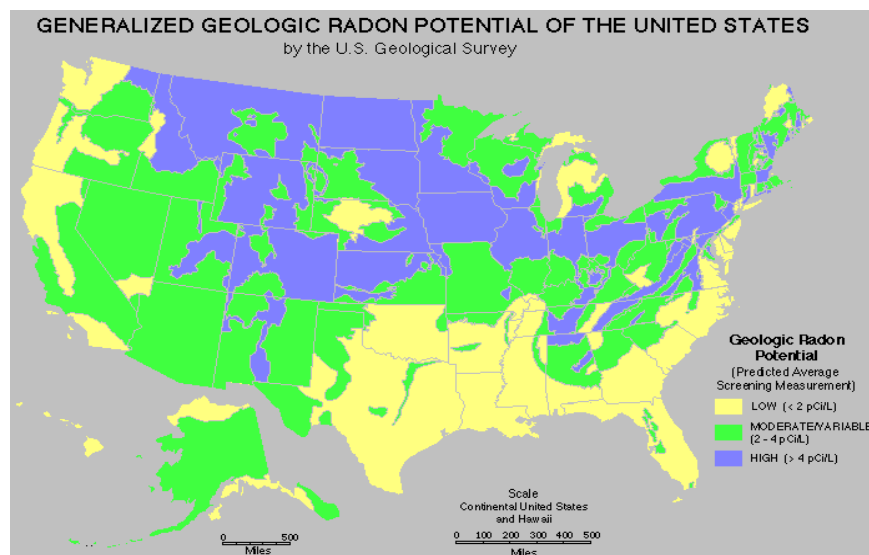 GENERALIZED GEOLOGIC RADON POTENTIAL OF THE UNITED STATES
by the U.S. Geological Survey
Geologic Radon
Potential
(Predicted Average
Screening Measurement)
LOW (< 2 pCi/L)
MODERATE/VARIABLE
(2 - 4 pCi/L)
HIGH (> 4 pCi/L)
Scale
Continental United States
and Hawaii
0 500
Miles
0 100 200 300 400 500
Miles